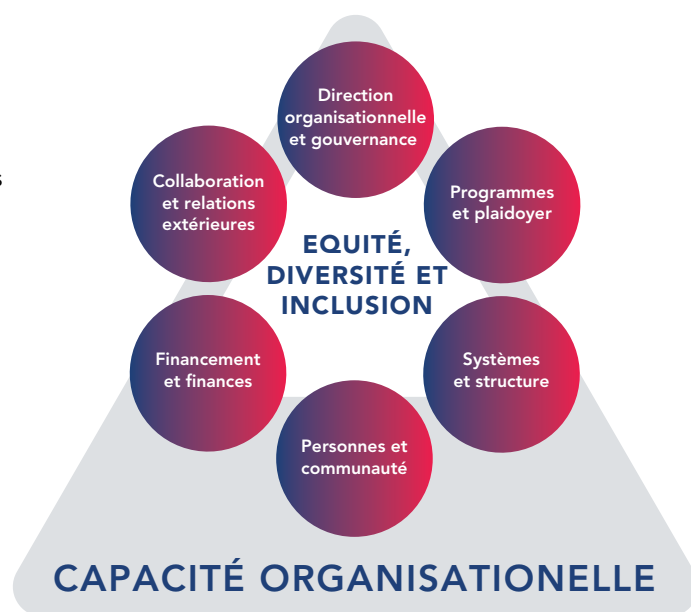 Direction
organisationnelle
et gouvernance
Collaboration
et relations
extérieures
Programmes
et plaidoyer
s
EQUITÉ,
DIVERSITÉ ET
INCLUSION
Financement
et finances
Systèmes
et structure
Personnes et
communauté
CAPACITÉ ORGANISATIONELLE